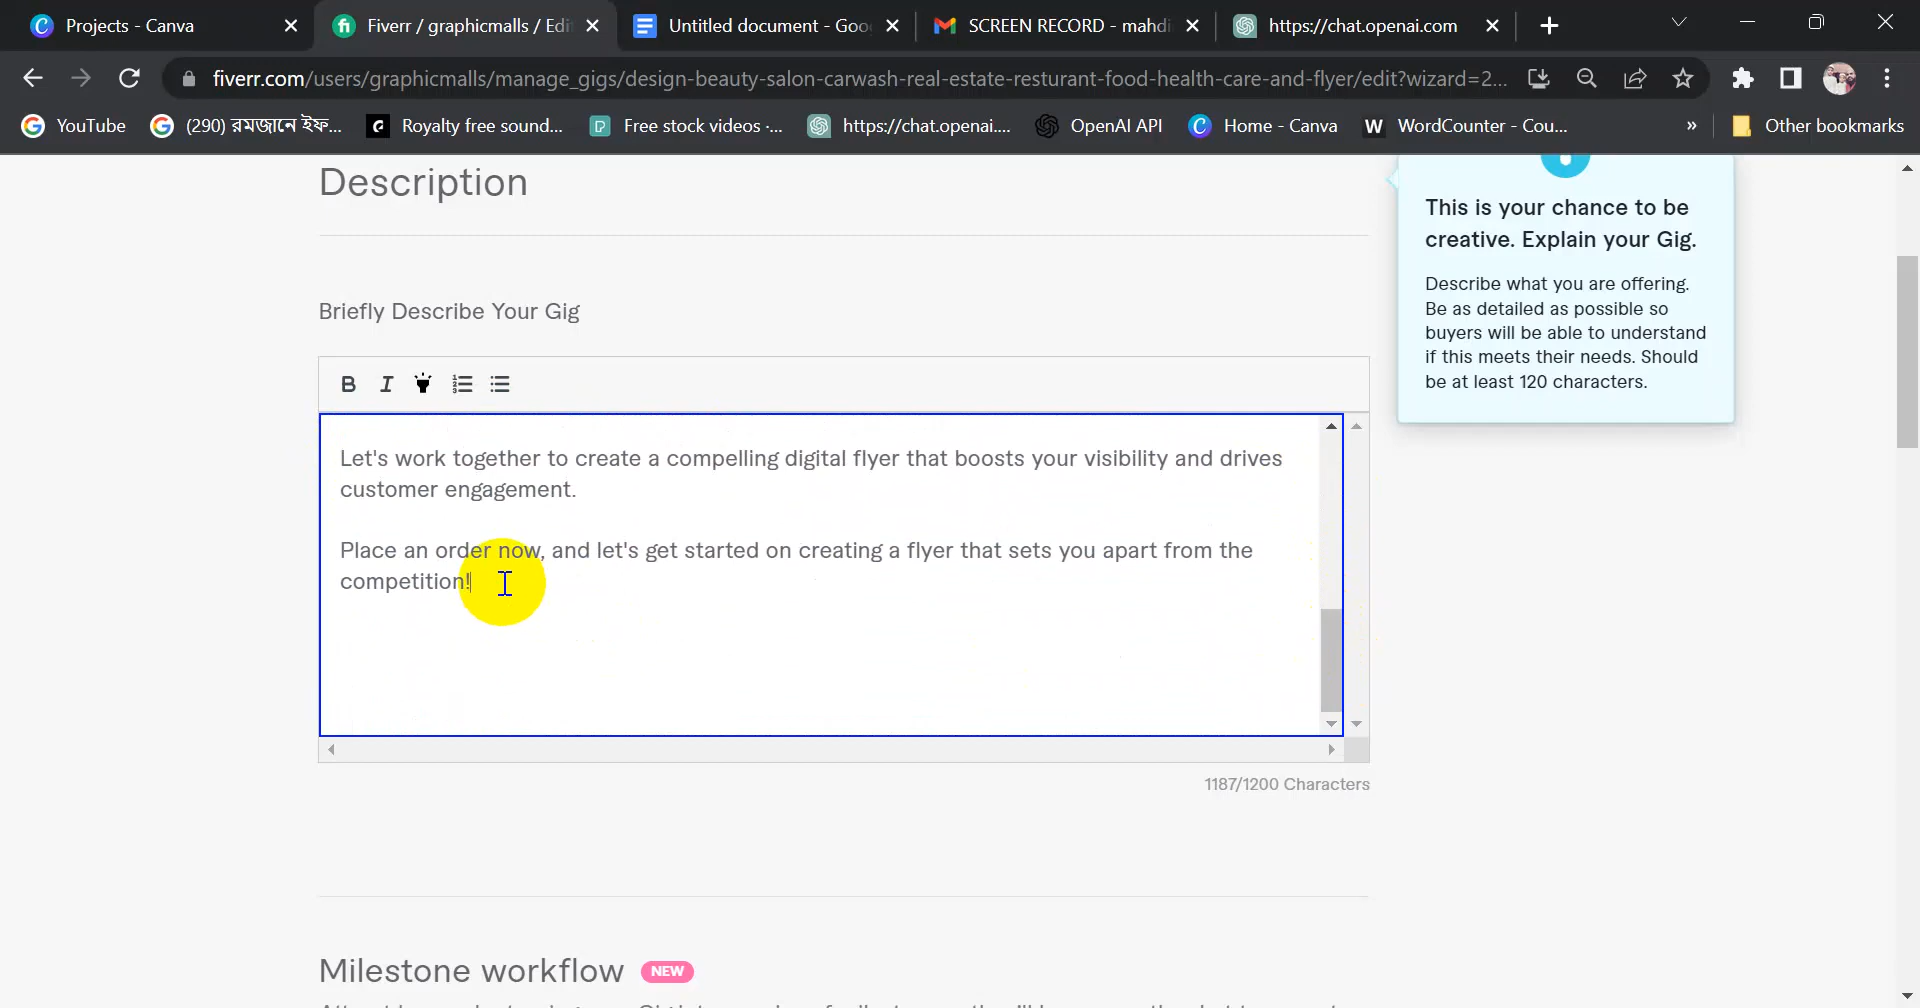 Projects - Canva
Fiverr / graphicmalls / Edi
Untitled document - Goo
SCREEN RECORD - mahdi
https://chat.openai.com
fiverr.com/users/graphicmalls/manage_gigs/design-beauty-salon-carwash-real-estate-resturant-food-health-care-and-flyer/edit?wizard=2...
YouTube
(290) রমজানে ইফ...
Royalty free sound...
Free stock videos ·...
https://chat.openai....
OpenAI API
Home - Canva
WordCounter - Cou...
»
Other bookmarks
Description
Briefly Describe Your Gig
Let's work together to create a compelling digital flyer that boosts your visibility and drives
customer engagement.
Place an order now, and let's get started on creating a flyer that sets you apart from the
competition!
1187/1200 Characters
This is your chance to be
creative. Explain your Gig.
Describe what you are offering.
Be as detailed as possible so
buyers will be able to understand
if this meets their needs. Should
be at least 120 characters.
Milestone workflow
NEW